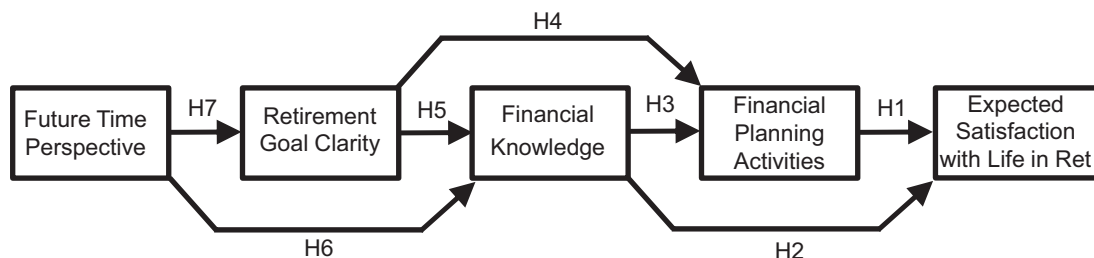 H4
Future Time
Perspective
H7
Retirement
Goal Clarity
H5
Financial
Knowledge
H3
Financial
Planning
Activities
H1
Expected
Satisfaction
with Life in Ret
H6
H2